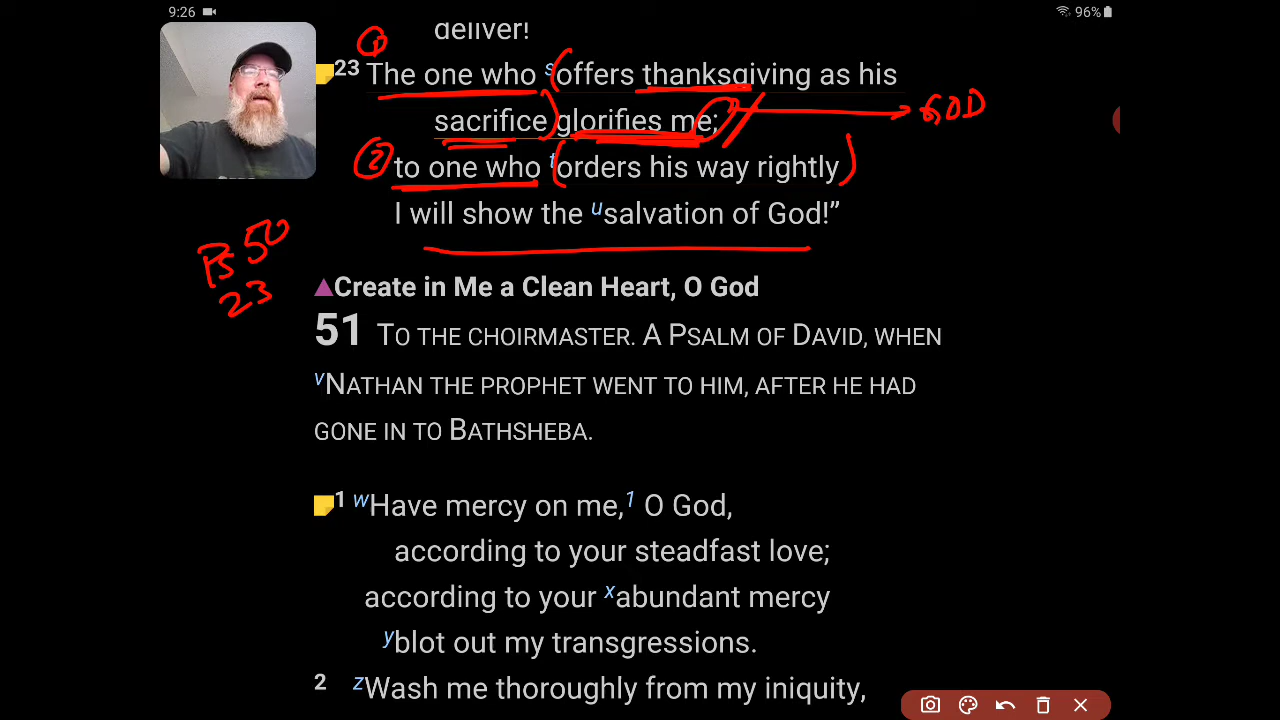 9:26 96%
deliver!
①
23 The one who s offers thanksgiving as his
sacrifice glorifies me; GOD
② to one who t orders his way rightly
I will show the u salvation of God!”
Ps 50
23
Create in Me a Clean Heart, O God
51 TO THE CHOIRMASTER. A PSALM OF DAVID, WHEN
v NATHAN THE PROPHET WENT TO HIM, AFTER HE HAD
GONE IN TO BATHSHEBA.
1 w Have mercy on me,1 O God,
according to your steadfast love;
according to your x abundant mercy
y blot out my transgressions.
2 z Wash me thoroughly from my iniquity,